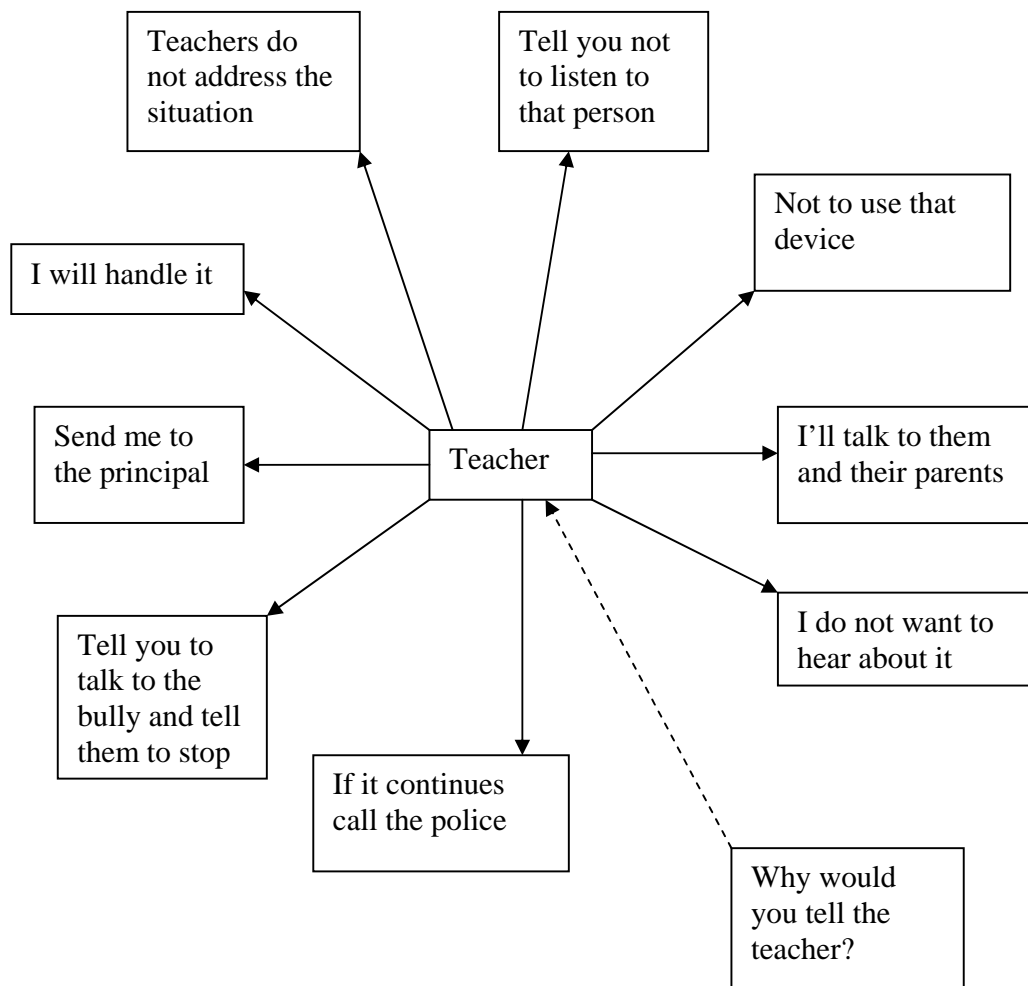 Teachers do
not address the
situation
Tell you not
to listen to
that person
Not to use that
device
I will handle it
Send me to
the principal
Teacher
I’ll talk to them
and their parents
Tell you to
talk to the
bully and tell
them to stop
I do not want to
hear about it
If it continues
call the police
Why would
you tell the
teacher?